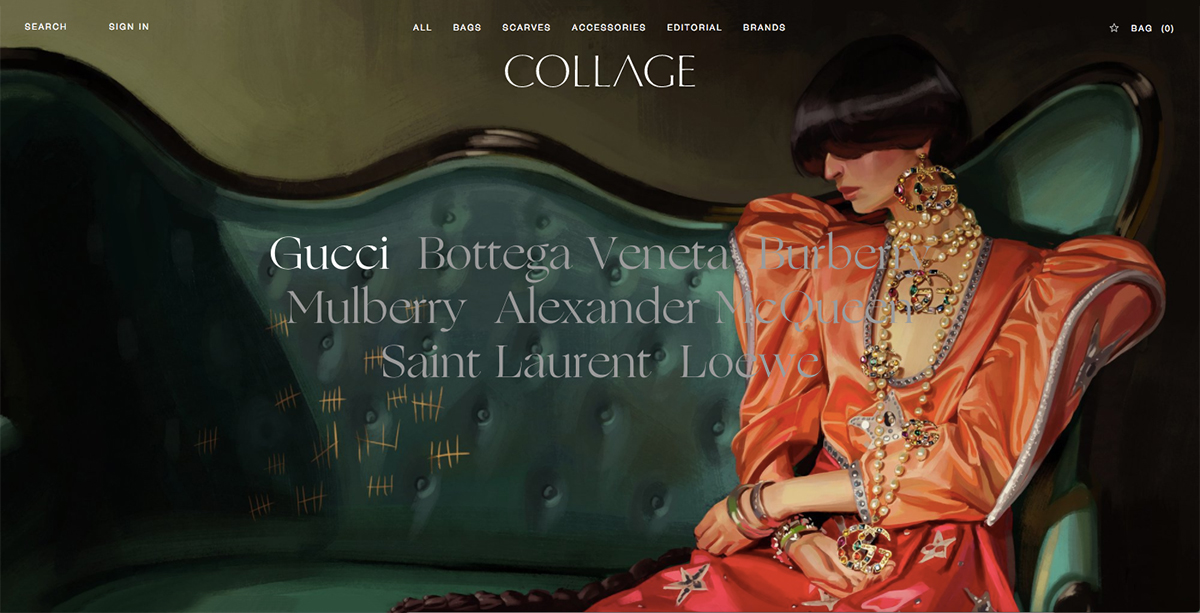 SEARCH SIGN IN ALL BAGS SCARVES ACCESSORIES EDITORIAL BRANDS ☆ BAG (0)
COLLAGE
Gucci Bottega Veneta Burberry
Mulberry Alexander McQueen
Saint Laurent Loewe